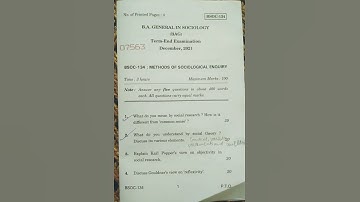 No. of Printed Pages : 4
BSOC-134
B.A. GENERAL IN SOCIOLOGY
(BAG)
Term-End Examination
07563
December, 2021
BSOC-134 : METHODS OF SOCIOLOGICAL ENQUIRY
Time : 3 hours
Maximum Marks : 100
Note : Answer any five questions in about 400 words each. All questions carry equal marks.
1. What do you mean by social research ? How is it
different from 'common sense' ?
20
2. What do you understand by social theory ?
Discuss its various elements.
20
3. Explain Karl Popper's view on objectivity in
social research.
20
4. Discuss Gouldner's view on 'reflexivity'.
20
BSOC-134
1
P.T.O.